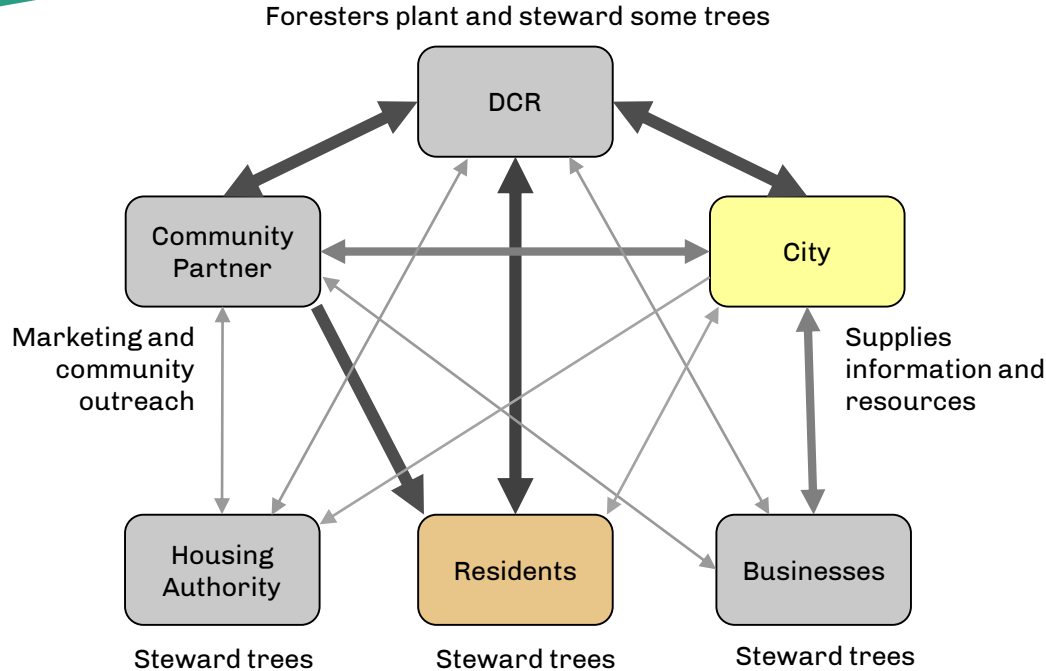 Foresters plant and steward some trees
DCR
Community
Partner
City
Marketing and
community
outreach
Supplies
information and
resources
Housing
Authority
Residents
Businesses
Steward trees
Steward trees
Steward trees